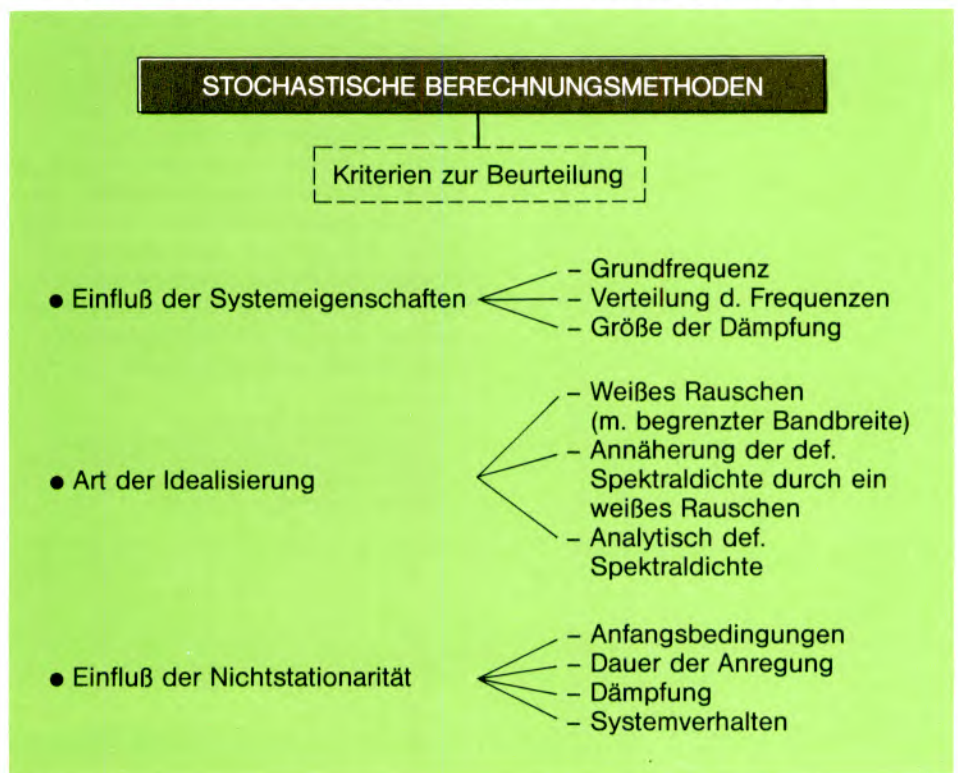 STOCHASTISCHE BERECHNUNGSMETHODEN
Kriterien zur Beurteilung
● Einfluß der Systemeigenschaften
– Grundfrequenz
– Verteilung d. Frequenzen
– Größe der Dämpfung
● Art der Idealisierung
– Weißes Rauschen
(m. begrenzter Bandbreite)
– Annäherung der def.
Spektraldichte durch ein
weißes Rauschen
– Analytisch def.
Spektraldichte
● Einfluß der Nichtstationarität
– Anfangsbedingungen
– Dauer der Anregung
– Dämpfung
– Systemverhalten